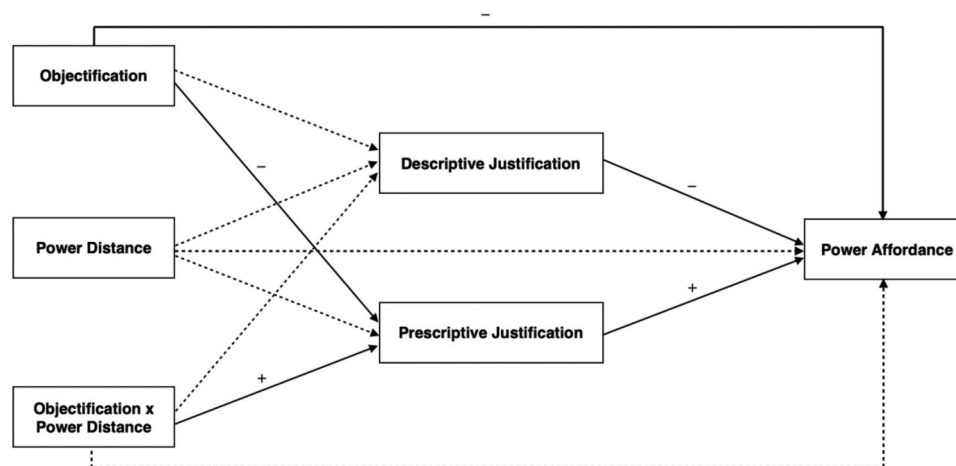 –
Objectification
Descriptive Justification
–
–
Power Distance
Power Affordance
+
Prescriptive Justification
+
Objectification x
Power Distance